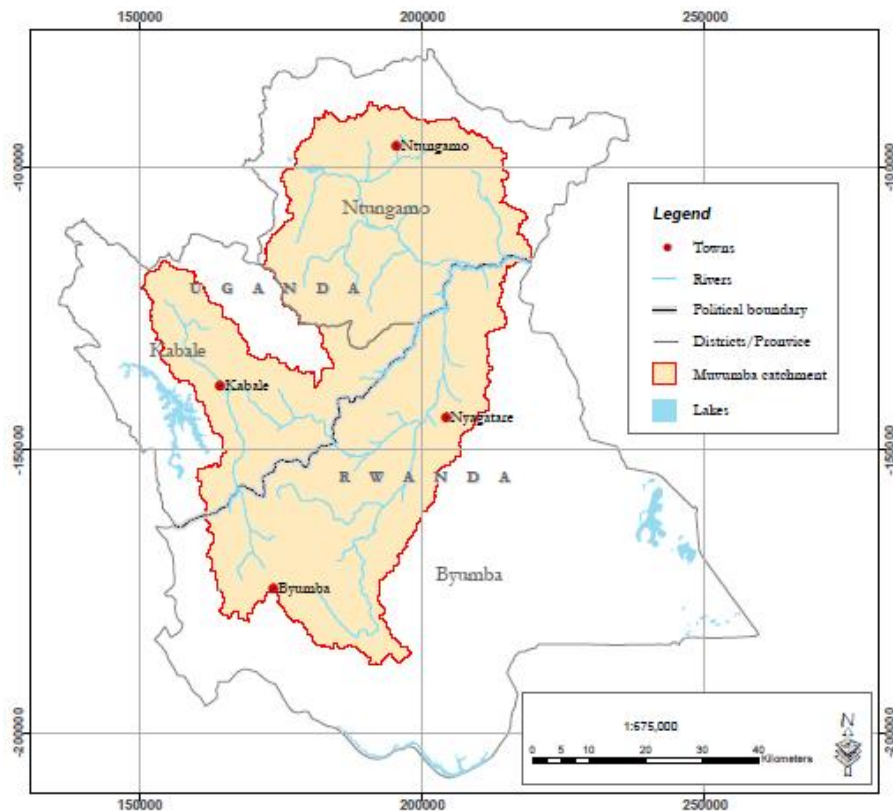 150000 200000 250000
-100000 -100000
-150000 -150000
-200000 -200000
Ntungamo
Ntungamo
U G A N D A
Kabale
Kabale
Nyagatare
R W A N D A
Byumba
Byumba
Legend
Towns
Rivers
Political boundary
Districts/Pronvice
Muvumba catchment
Lakes
1:675,000
N
0 5 10 20 30 40
Kilometers
150000 200000 250000